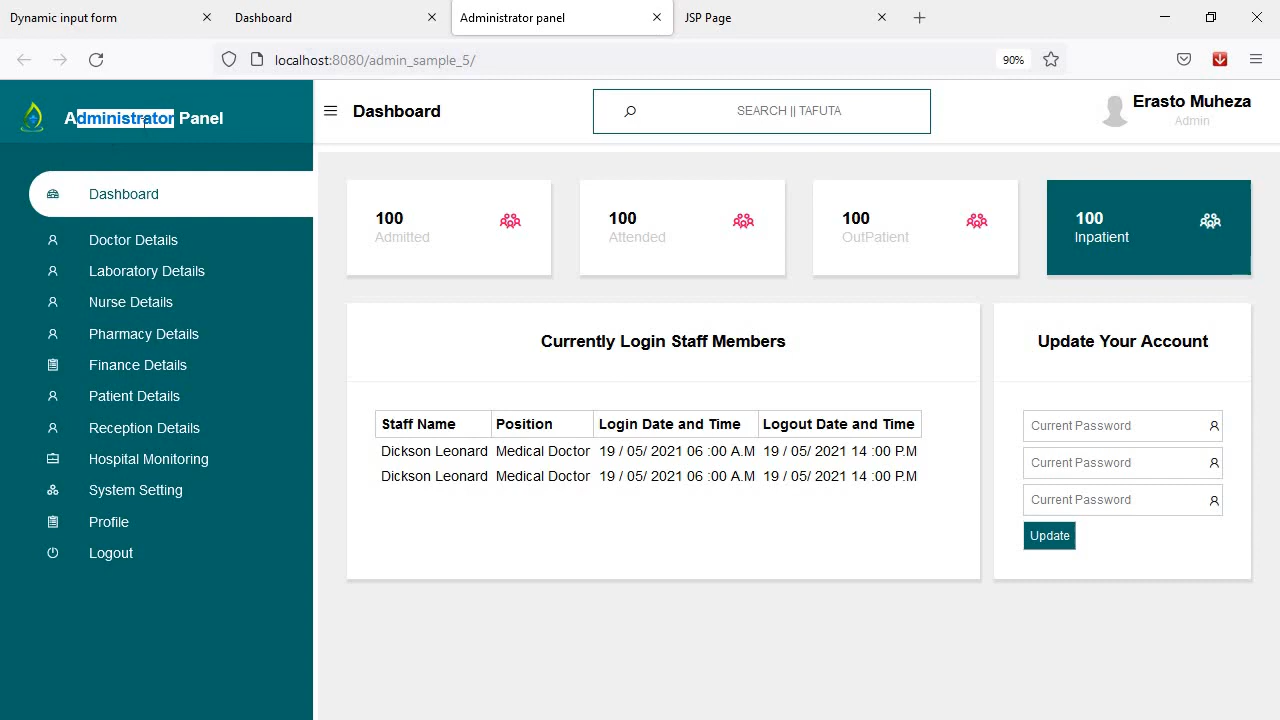 Dynamic input form
Dashboard
Administrator panel
JSP Page
localhost:8080/admin_sample_5/
90%
Administrator Panel
Dashboard
SEARCH || TAFUTA
Erasto Muheza
Admin
Dashboard
Doctor Details
Laboratory Details
Nurse Details
Pharmacy Details
Finance Details
Patient Details
Reception Details
Hospital Monitoring
System Setting
Profile
Logout
100
Admitted
100
Attended
100
OutPatient
100
Inpatient
Currently Login Staff Members
Staff Name Position Login Date and Time Logout Date and Time
Dickson Leonard Medical Doctor 19 / 05/ 2021 06 :00 A.M 19 / 05/ 2021 14 :00 P.M
Dickson Leonard Medical Doctor 19 / 05/ 2021 06 :00 A.M 19 / 05/ 2021 14 :00 P.M
Update Your Account
Current Password
Current Password
Current Password
Update